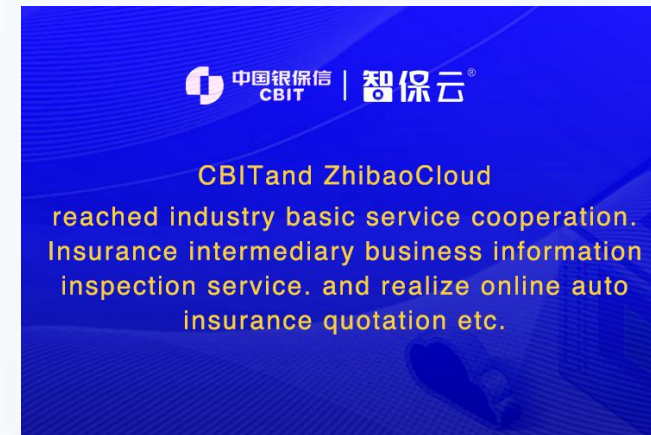 中国银保信 | 智保云®
CBIT
CBITand ZhibaoCloud
reached industry basic service cooperation.
Insurance intermediary business information
inspection service. and realize online auto
insurance quotation etc.